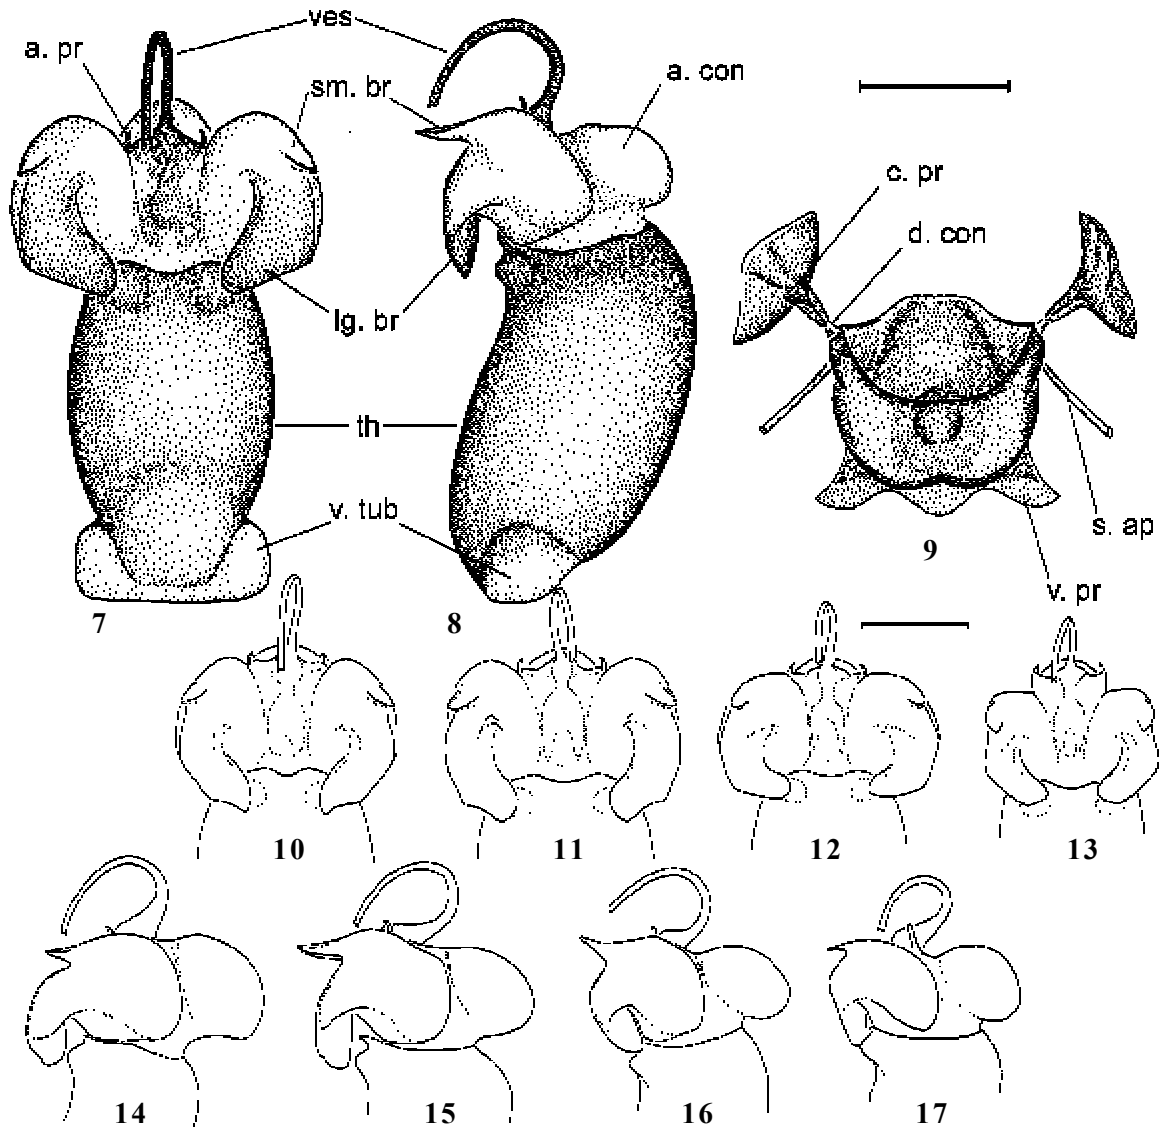 ves
a. pr
sm. br
a. con
c. pr
d. con
lg. br
th
v. tub
s. ap
v. pr
7
8
9
10
11
12
13
14
15
16
17